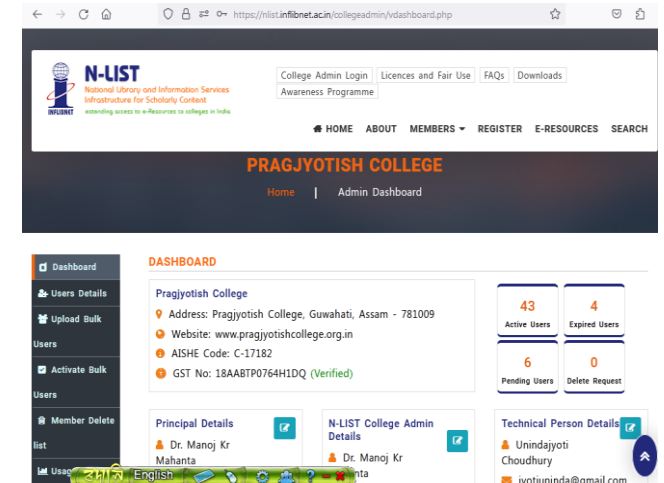 https://nlist.inflibnet.ac.in/collegeadmin/vdashboard.php
N-LIST
National Library and Information Services
Infrastructure for Scholarly Content
extending access to e-Resources to colleges in India
INFLIBNET
College Admin Login Licences and Fair Use FAQs Downloads
Awareness Programme
HOME ABOUT MEMBERS REGISTER E-RESOURCES SEARCH
PRAGJYOTISH COLLEGE
Home | Admin Dashboard
Dashboard
Users Details
Upload Bulk
Users
Activate Bulk
Users
Member Delete
list
Usag
DASHBOARD
Pragjyotish College
Address: Pragjyotish College, Guwahati, Assam - 781009
Website: www.pragjyotishcollege.org.in
AISHE Code: C-17182
GST No: 18AABTP0764H1DQ (Verified)
43
Active Users
4
Expired Users
6
Pending Users
0
Delete Request
Principal Details
Dr. Manoj Kr
Mahanta
N-LIST College Admin
Details
Dr. Manoj Kr
nta
Technical Person Details
Unindajyoti
Choudhury
jyotiuninda@gmail.com
English